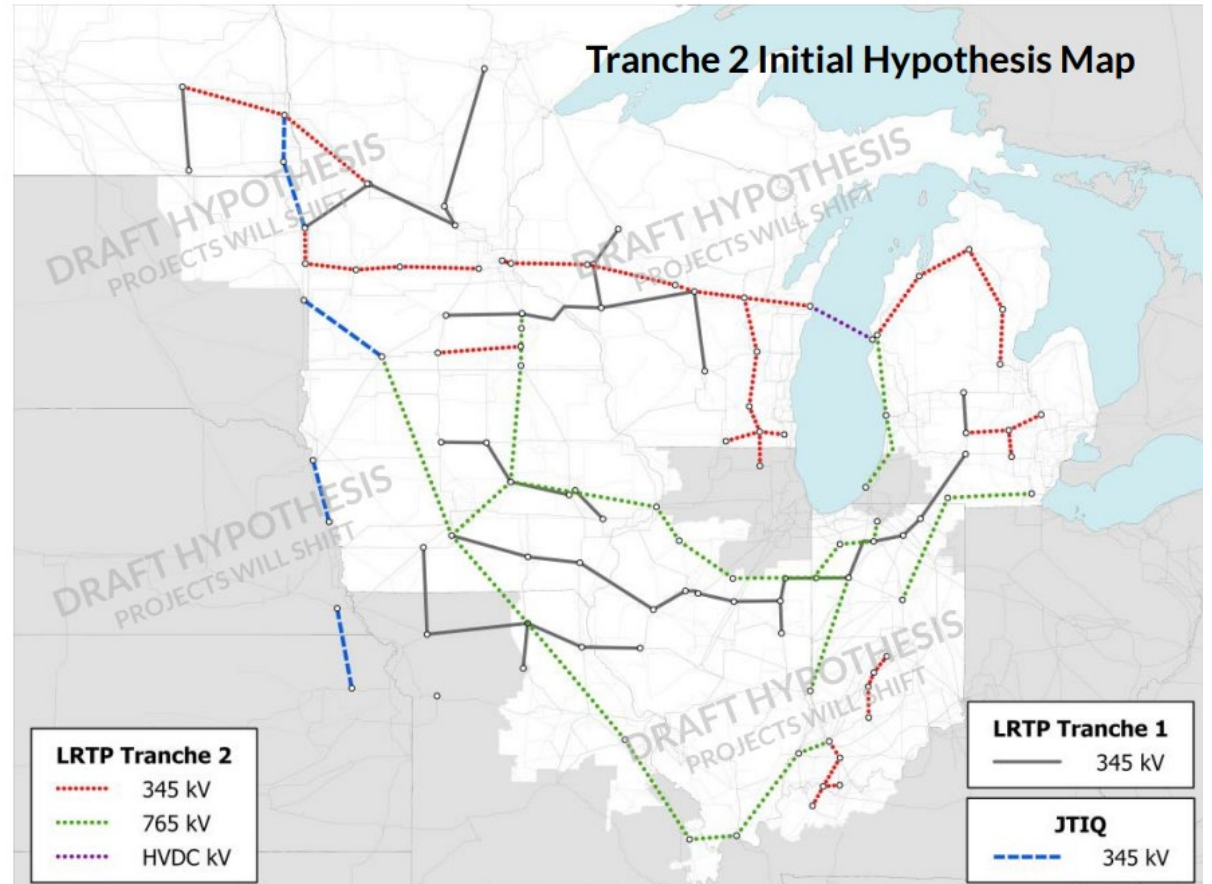 Tranche 2 Initial Hypothesis Map
DRAFT HYPOTHESIS
PROJECTS WILL SHIFT
DRAFT HYPOTHESIS
PROJECTS WILL SHIFT
DRAFT HYPOTHESIS
PROJECTS WILL SHIFT
DRAFT HYPOTHESIS
PROJECTS WILL SHIFT
LRTP Tranche 2
345 kV
765 kV
HVDC kV
LRTP Tranche 1
345 kV
JTIQ
345 kV